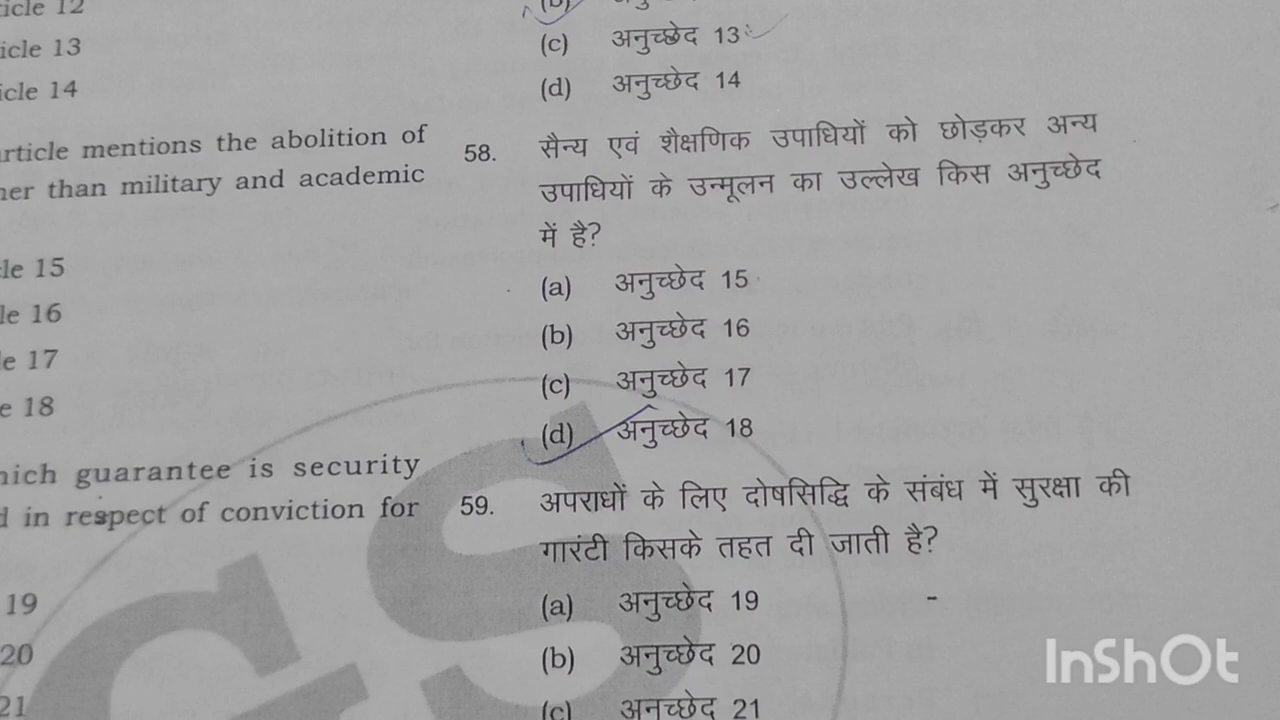 icle 12
icle 13
icle 14
article mentions the abolition of
her than military and academic
cle 15
le 16
e 17
e 18
hich guarantee is security
d in respect of conviction for
19
20
21
(b)
(c) अनुच्छेद 13
(d) अनुच्छेद 14
58. सैन्य एवं शैक्षणिक उपाधियों को छोड़कर अन्य
उपाधियों के उन्मूलन का उल्लेख किस अनुच्छेद
में है?
(a) अनुच्छेद 15
(b) अनुच्छेद 16
(c) अनुच्छेद 17
(d) अनुच्छेद 18
59. अपराधों के लिए दोषसिद्धि के संबंध में सुरक्षा की
गारंटी किसके तहत दी जाती है?
(a) अनुच्छेद 19
(b) अनुच्छेद 20
(c) अनुच्छेद 21
GS
InShOt